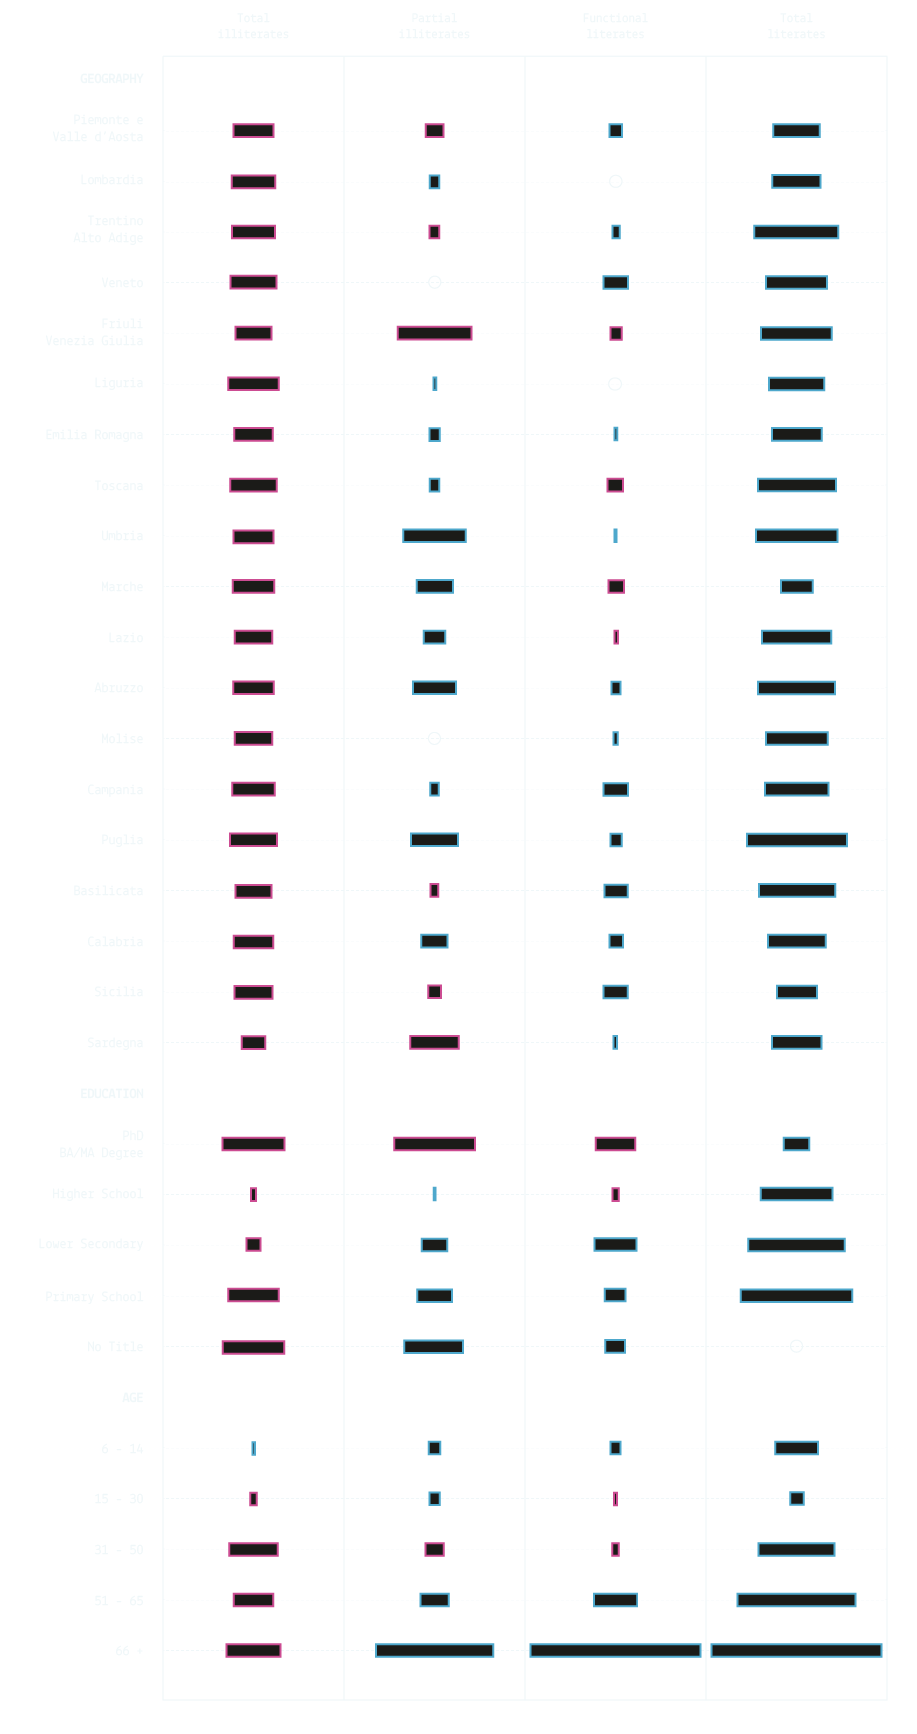 Total
illiterates
Partial
illiterates
Functional
literates
Total
literates
GEOGRAPHY
Piemonte e
Valle d'Aosta
Lombardia
Trentino
Alto Adige
Veneto
Friuli
Venezia Giulia
Liguria
Emilia Romagna
Toscana
Umbria
Marche
Lazio
Abruzzo
Molise
Campania
Puglia
Basilicata
Calabria
Sicilia
Sardegna
EDUCATION
PhD
BA/MA Degree
Higher School
Lower Secondary
Primary School
No Title
AGE
6 - 14
15 - 30
31 - 50
51 - 65
66 +